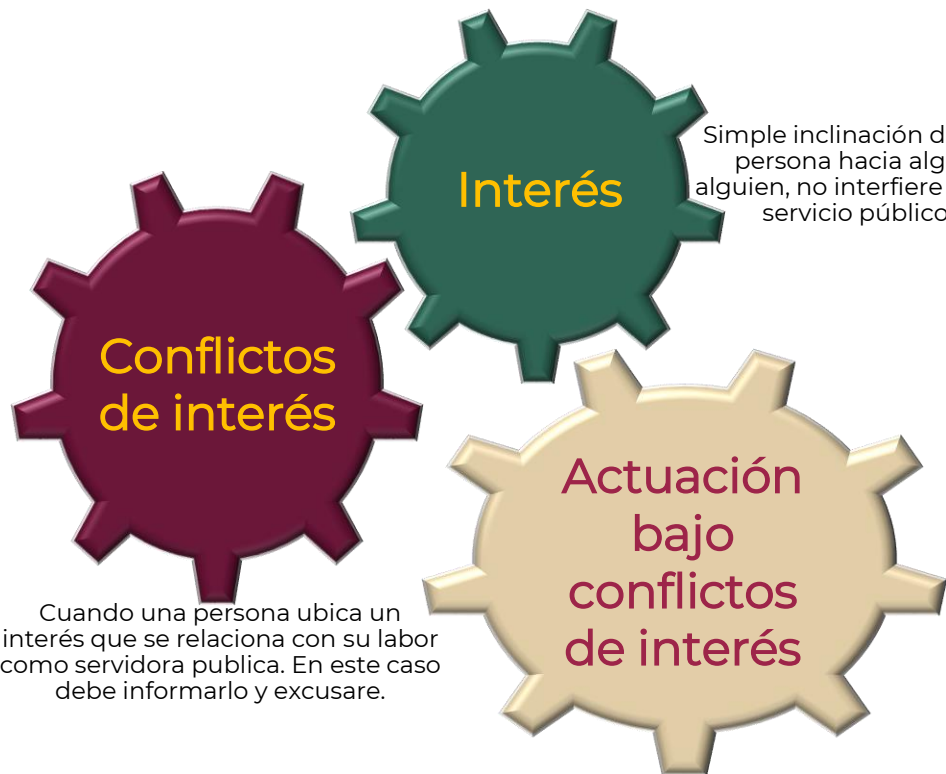 Interés
Simple inclinación d
persona hacia alg
alguien, no interfiere
servicio público
Conflictos
de interés
Cuando una persona ubica un
interés que se relaciona con su labor
como servidora publica. En este caso
debe informarlo y excusare.
Actuación
bajo
conflictos
de interés